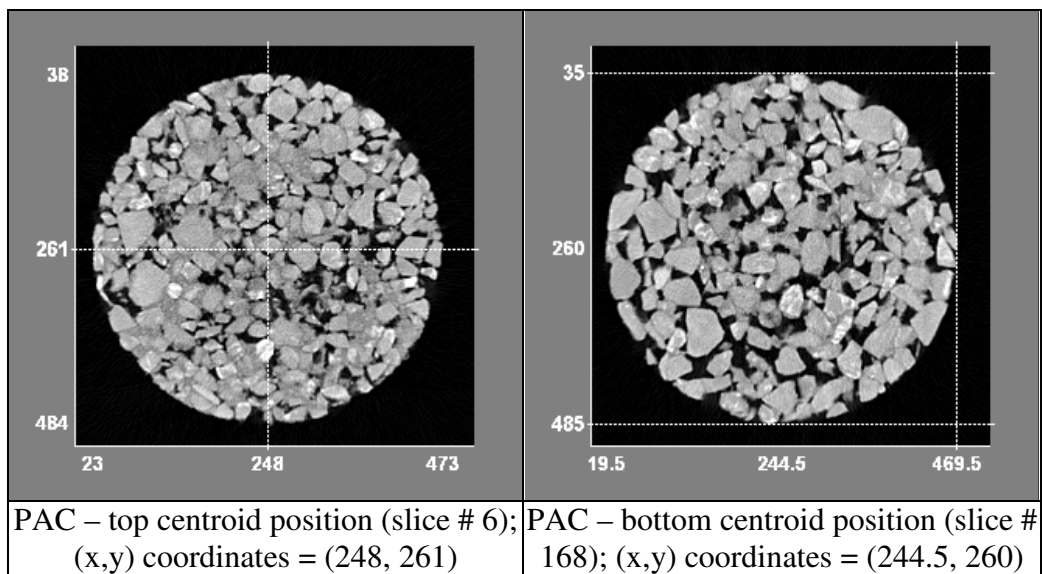 38
261
484
23 248 473
35
260
485
19.5 244.5 469.5
PAC – top centroid position (slice # 6);
(x,y) coordinates = (248, 261)
PAC – bottom centroid position (slice #
168); (x,y) coordinates = (244.5, 260)